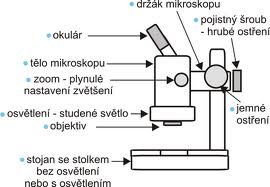 držák mikroskopu
pojistný šroub
- hrubé ostření
okulár
tělo mikroskopu
zoom - plynulé
nastavení zvětšení
osvětlení - studené světlo
objektiv
jemné
ostření
stojan se stolkem
bez osvětlení
nebo s osvětlením